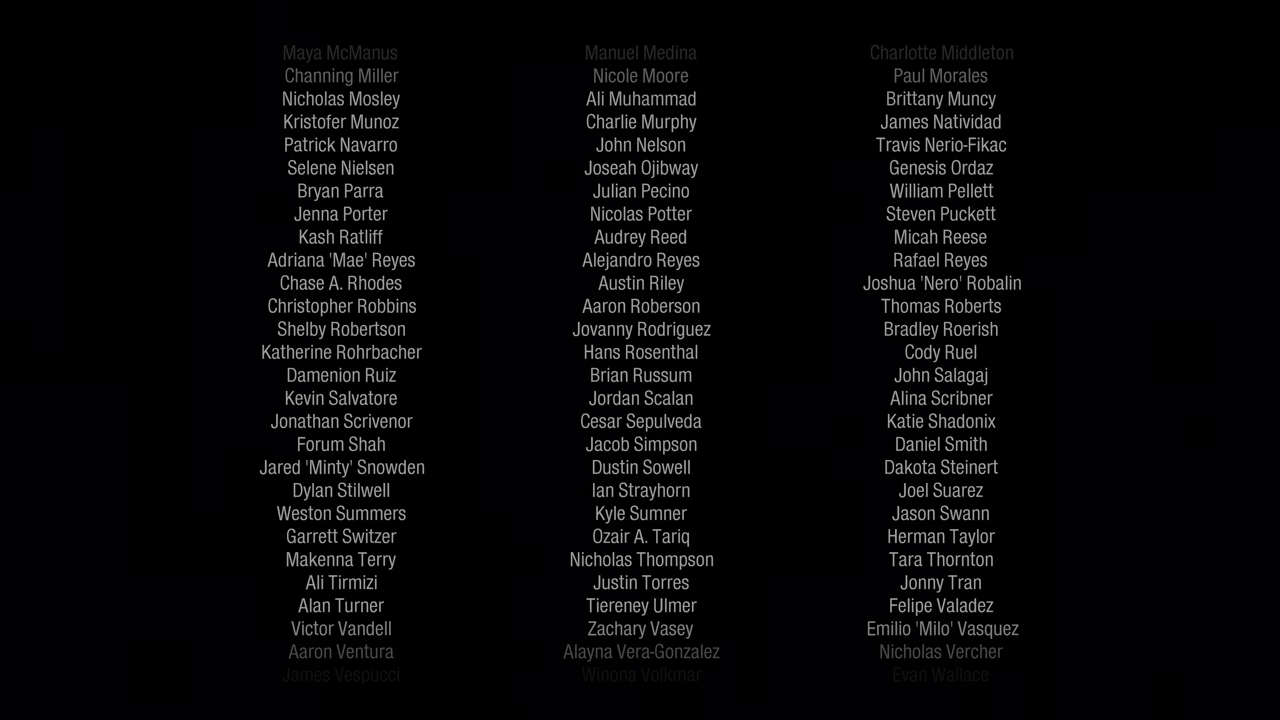 Maya McManus Manuel Medina Charlotte Middleton
Channing Miller Nicole Moore Paul Morales
Nicholas Mosley Ali Muhammad Brittany Muncy
Kristofer Munoz Charlie Murphy James Natividad
Patrick Navarro John Nelson Travis Nerio-Fikac
Selene Nielsen Joseah Ojibway Genesis Ordaz
Bryan Parra Julian Pecino William Pellett
Jenna Porter Nicolas Potter Steven Puckett
Kash Ratliff Audrey Reed Micah Reese
Adriana 'Mae' Reyes Alejandro Reyes Rafael Reyes
Chase A. Rhodes Austin Riley Joshua 'Nero' Robalin
Christopher Robbins Aaron Roberson Thomas Roberts
Shelby Robertson Jovanny Rodriguez Bradley Roerish
Katherine Rohrbacher Hans Rosenthal Cody Ruel
Damenion Ruiz Brian Russum John Salagaj
Kevin Salvatore Jordan Scalan Alina Scribner
Jonathan Scrivenor Cesar Sepulveda Katie Shadonix
Forum Shah Jacob Simpson Daniel Smith
Jared 'Minty' Snowden Dustin Sowell Dakota Steinert
Dylan Stilwell Ian Strayhorn Joel Suarez
Weston Summers Kyle Sumner Jason Swann
Garrett Switzer Ozair A. Tariq Herman Taylor
Makenna Terry Nicholas Thompson Tara Thornton
Ali Tirmizi Justin Torres Jonny Tran
Alan Turner Tiereney Ulmer Felipe Valadez
Victor Vandell Zachary Vasey Emilio 'Milo' Vasquez
Aaron Ventura Alayna Vera-Gonzalez Nicholas Vercher
James Vespucci Winona Volkmar Evan Wallace